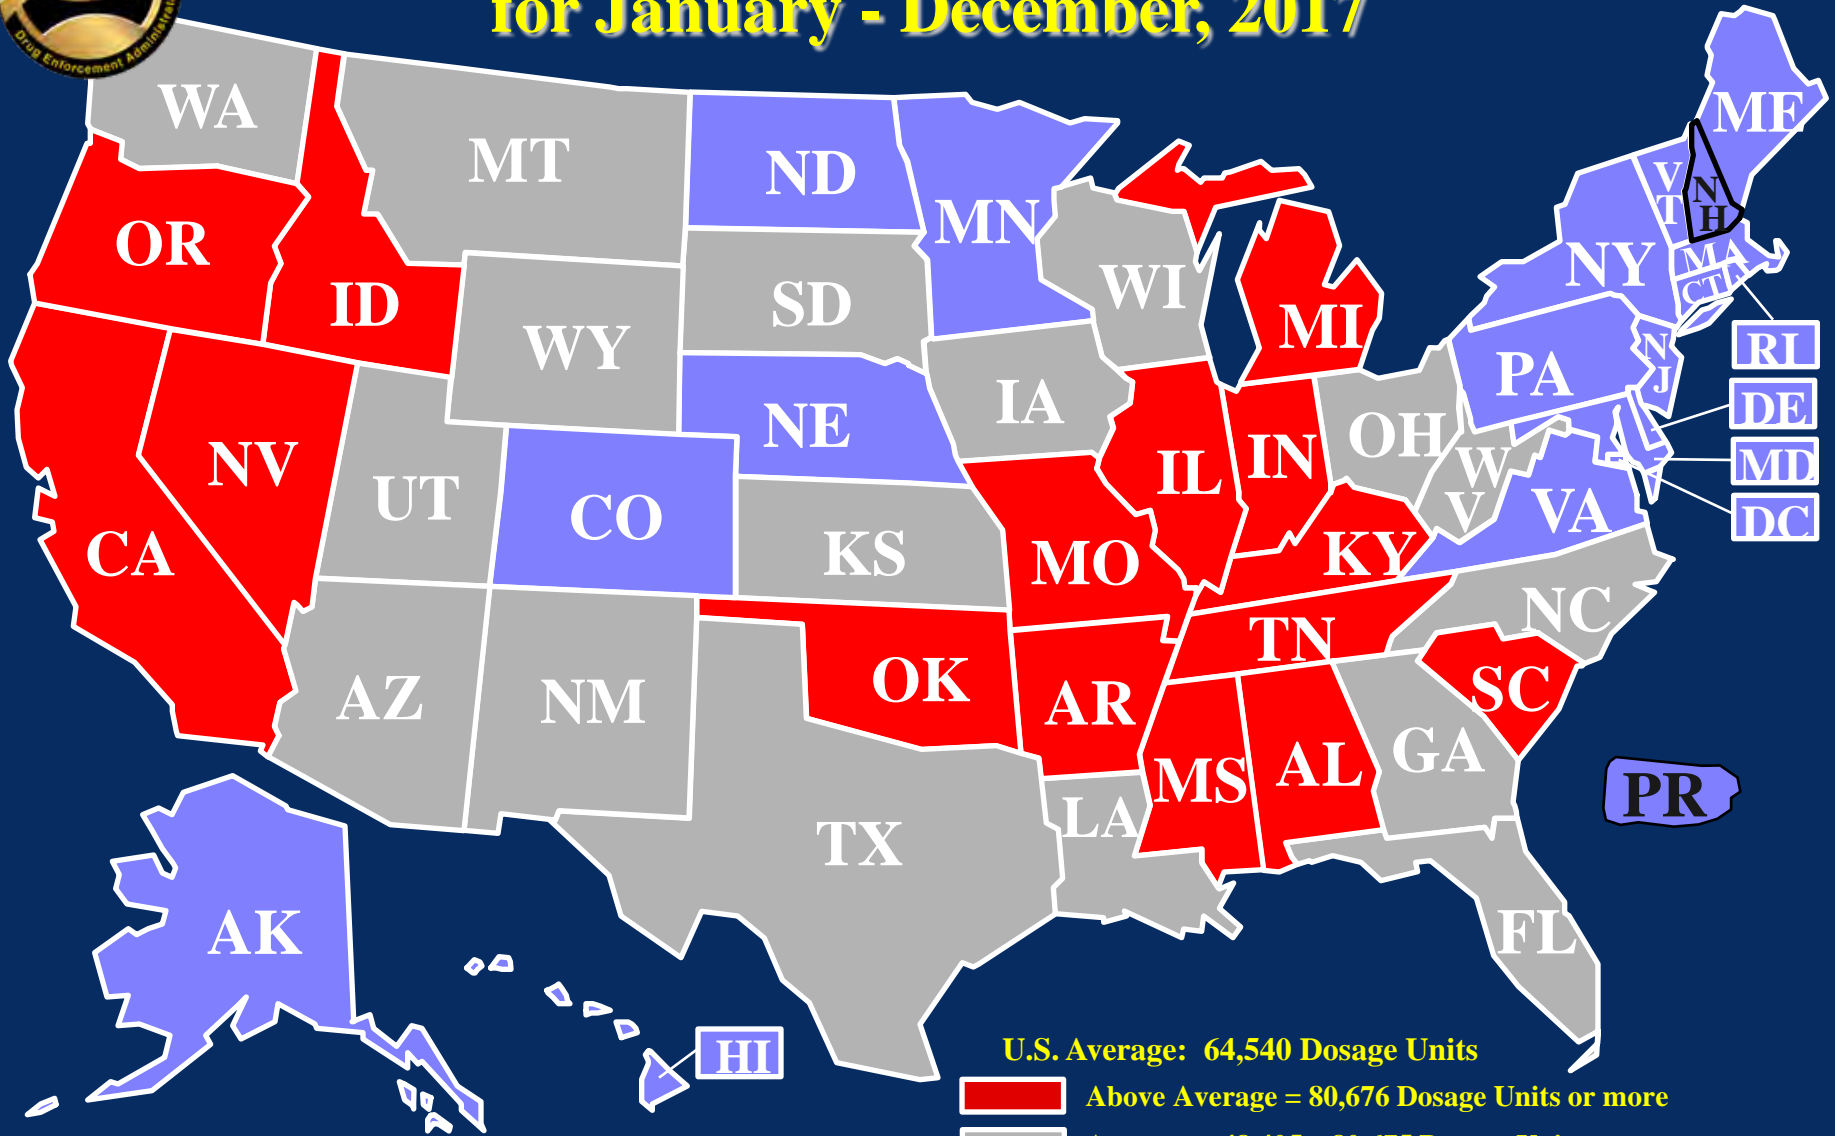 for January - December, 2017
Drug Enforcement
WA
MT
ND
MN
ME
VT
NH
OR
ID
WY
SD
WI
MI
NY
MA
CT
RI
NV
UT
CO
NE
IA
IL
IN
OH
PA
NJ
DE
MD
DC
CA
KS
MO
KY
WV
VA
AZ
NM
OK
AR
TN
NC
SC
TX
LA
MS
AL
GA
FL
PR
AK
HI
U.S. Average: 64,540 Dosage Units
Above Average = 80,676 Dosage Units or more